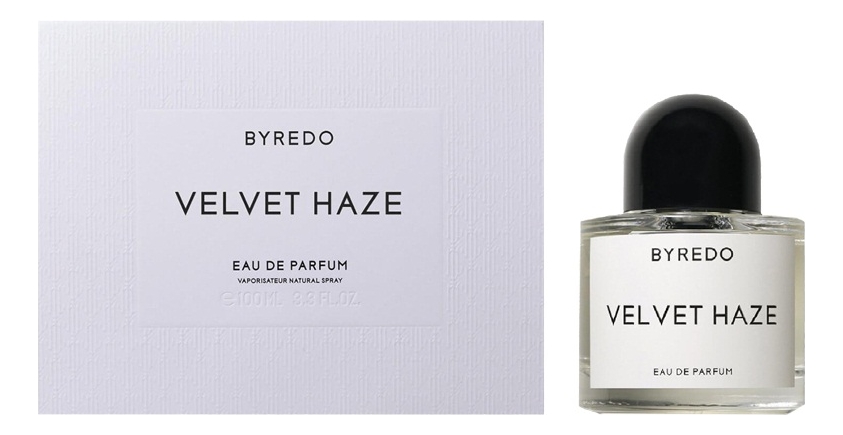 BYREDO
VELVET HAZE
EAU DE PARFUM
VAPORISATEUR NATURAL SPRAY
℮100ML 3.3 FL.OZ.
BYREDO
VELVET HAZE
EAU DE PARFUM